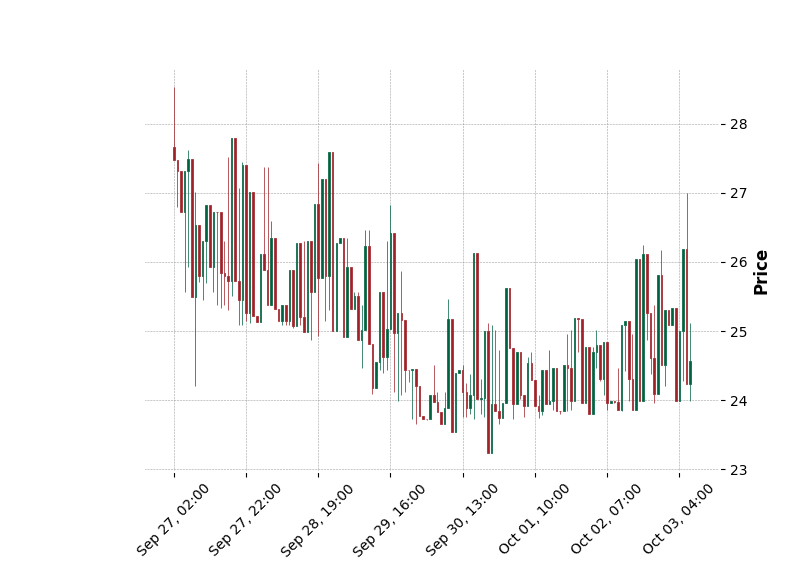 28
27
26
25
24
23
Price
Sep 27, 02:00
Sep 27, 22:00
Sep 28, 19:00
Sep 29, 16:00
Sep 30, 13:00
Oct 01, 10:00
Oct 02, 07:00
Oct 03, 04:00